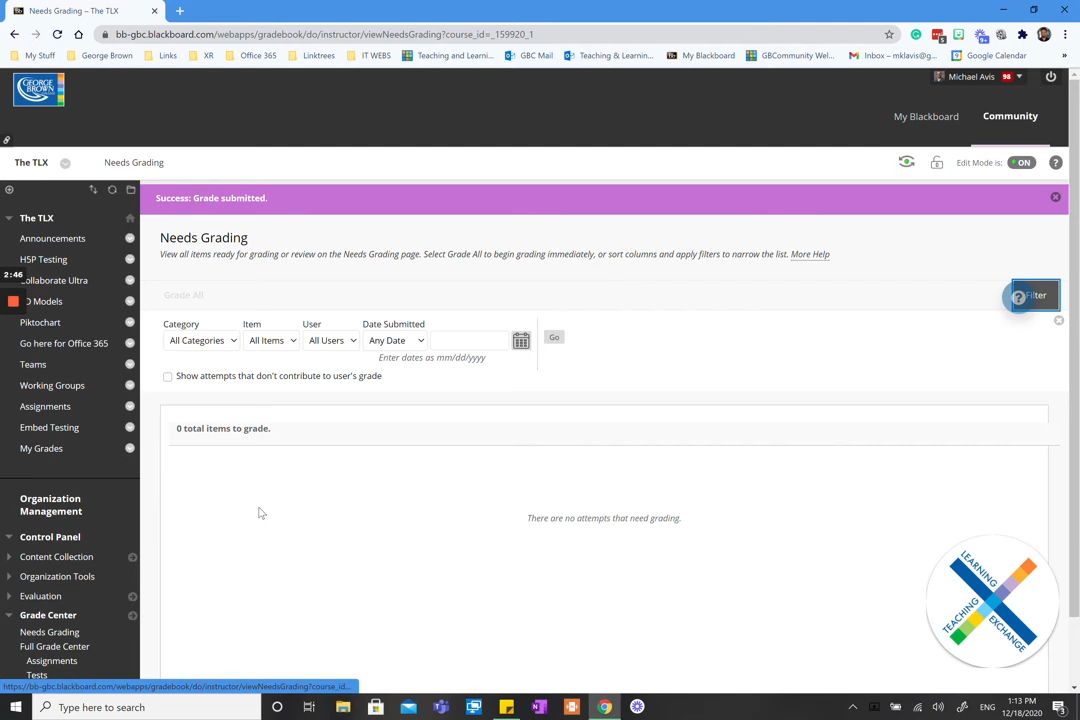 Needs Grading – The TLX
bb-gbc.blackboard.com/webapps/gradebook/do/instructor/viewNeedsGrading?course_id=_159920_1
5
9+
My Stuff
George Brown
Links
XR
Office 365
Linktrees
IT WEBS
Teaching and Learning...
GBC Mail
Teaching & Learning...
My Blackboard
GBCommunity Wel...
Inbox – mklavis@g...
Google Calendar
»
GEORGE BROWN
Michael Avis 98
My Blackboard
Community
The TLX
Needs Grading
Edit Mode is: ON ?
Success: Grade submitted.
The TLX
Announcements
H5P Testing
2:46
ollaborate Ultra
D Models
Piktochart
Go here for Office 365
Teams
Working Groups
Assignments
Embed Testing
My Grades
Organization
Management
Control Panel
Content Collection
Organization Tools
Evaluation
Grade Center
Needs Grading
Full Grade Center
Assignments
Tests
Needs Grading
View all items ready for grading or review on the Needs Grading page. Select Grade All to begin grading immediately, or sort columns and apply filters to narrow the list. More Help
Grade All
? Filter
Category
Item
User
Date Submitted
All Categories
All Items
All Users
Any Date
Go
Enter dates as mm/dd/yyyy
Show attempts that don't contribute to user's grade
0 total items to grade.
There are no attempts that need grading.
LEARNING
TEACHING
EXCHANGE
https://bb-gbc.blackboard.com/webapps/gradebook/do/instructor/viewNeedsGrading?course_id...
Type here to search
ENG
1:13 PM
12/18/2020
3